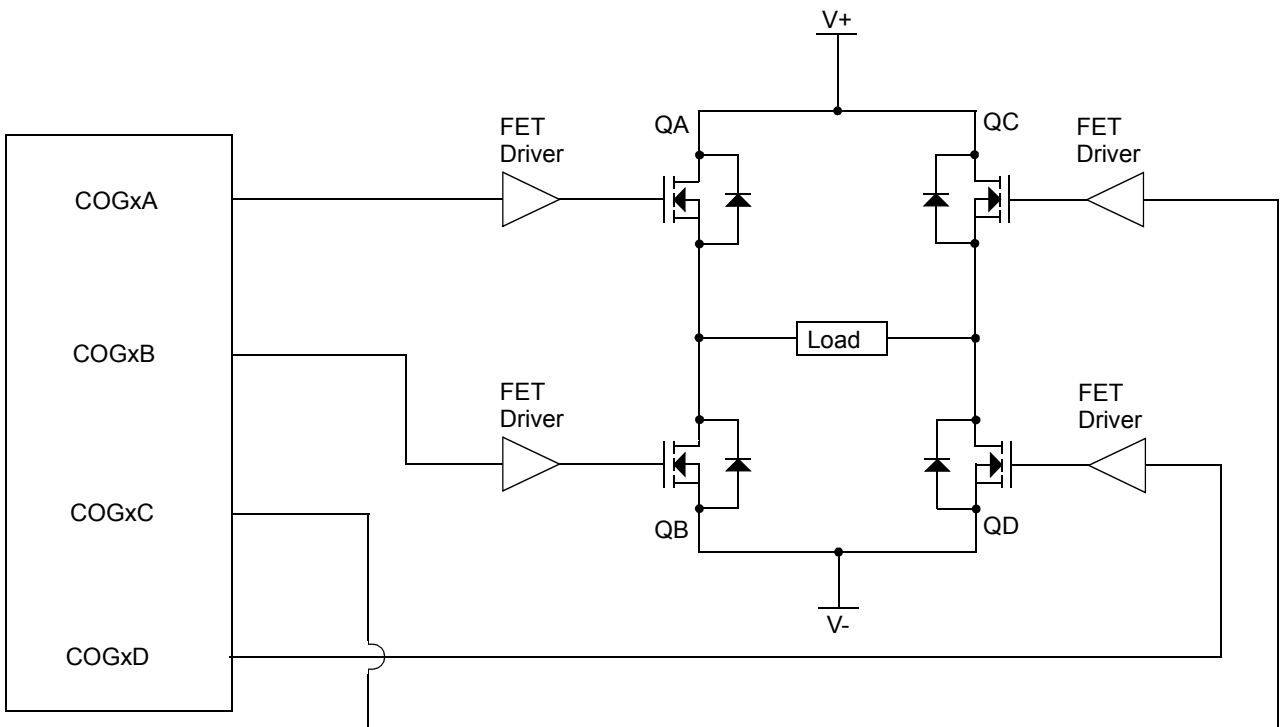 V+
FET
Driver
QA
QC
FET
Driver
COGxA
Load
COGxB
FET
Driver
FET
Driver
COGxC
QB
QD
V-
COGxD